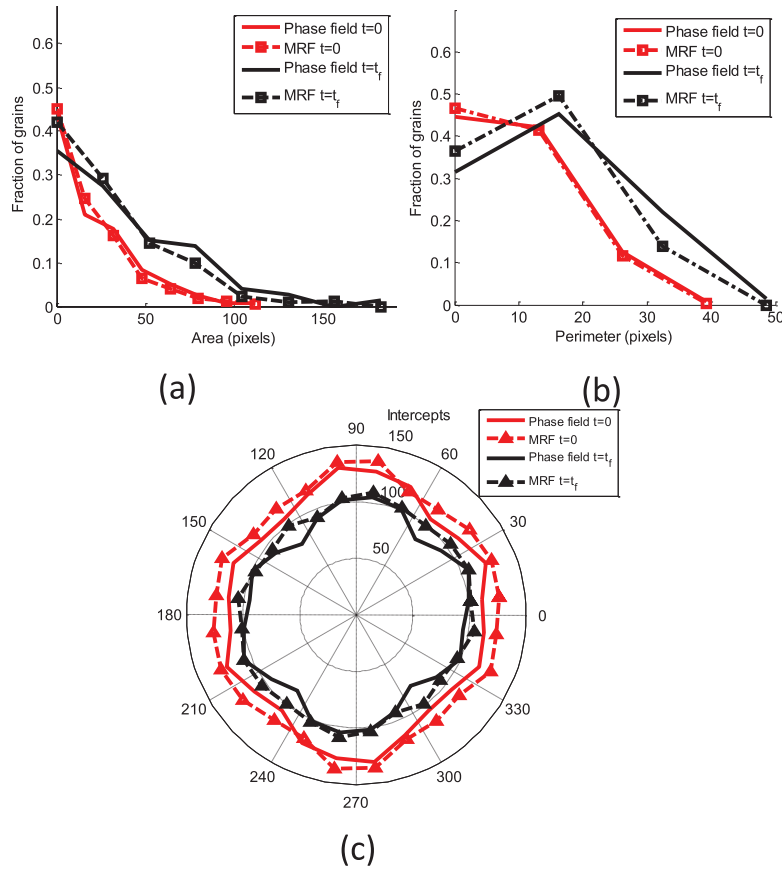 Phase field t=0
MRF t=0
Phase field t=tf
MRF t=tf
0.6
0.5
0.4
0.3
0.2
0.1
0
Fraction of grains
0 50 100 150
Area (pixels)
(a)
Phase field t=0
MRF t=0
Phase field t=tf
MRF t=tf
0.6
0.5
0.4
0.3
0.2
0.1
0
Fraction of grains
0 10 20 30 40 50
Perimeter (pixels)
(b)
Intercepts
Phase field t=0
MRF t=0
Phase field t=tf
MRF t=tf
90
150
120
60
100
150
30
50
180
0
210
330
240
300
270
(c)